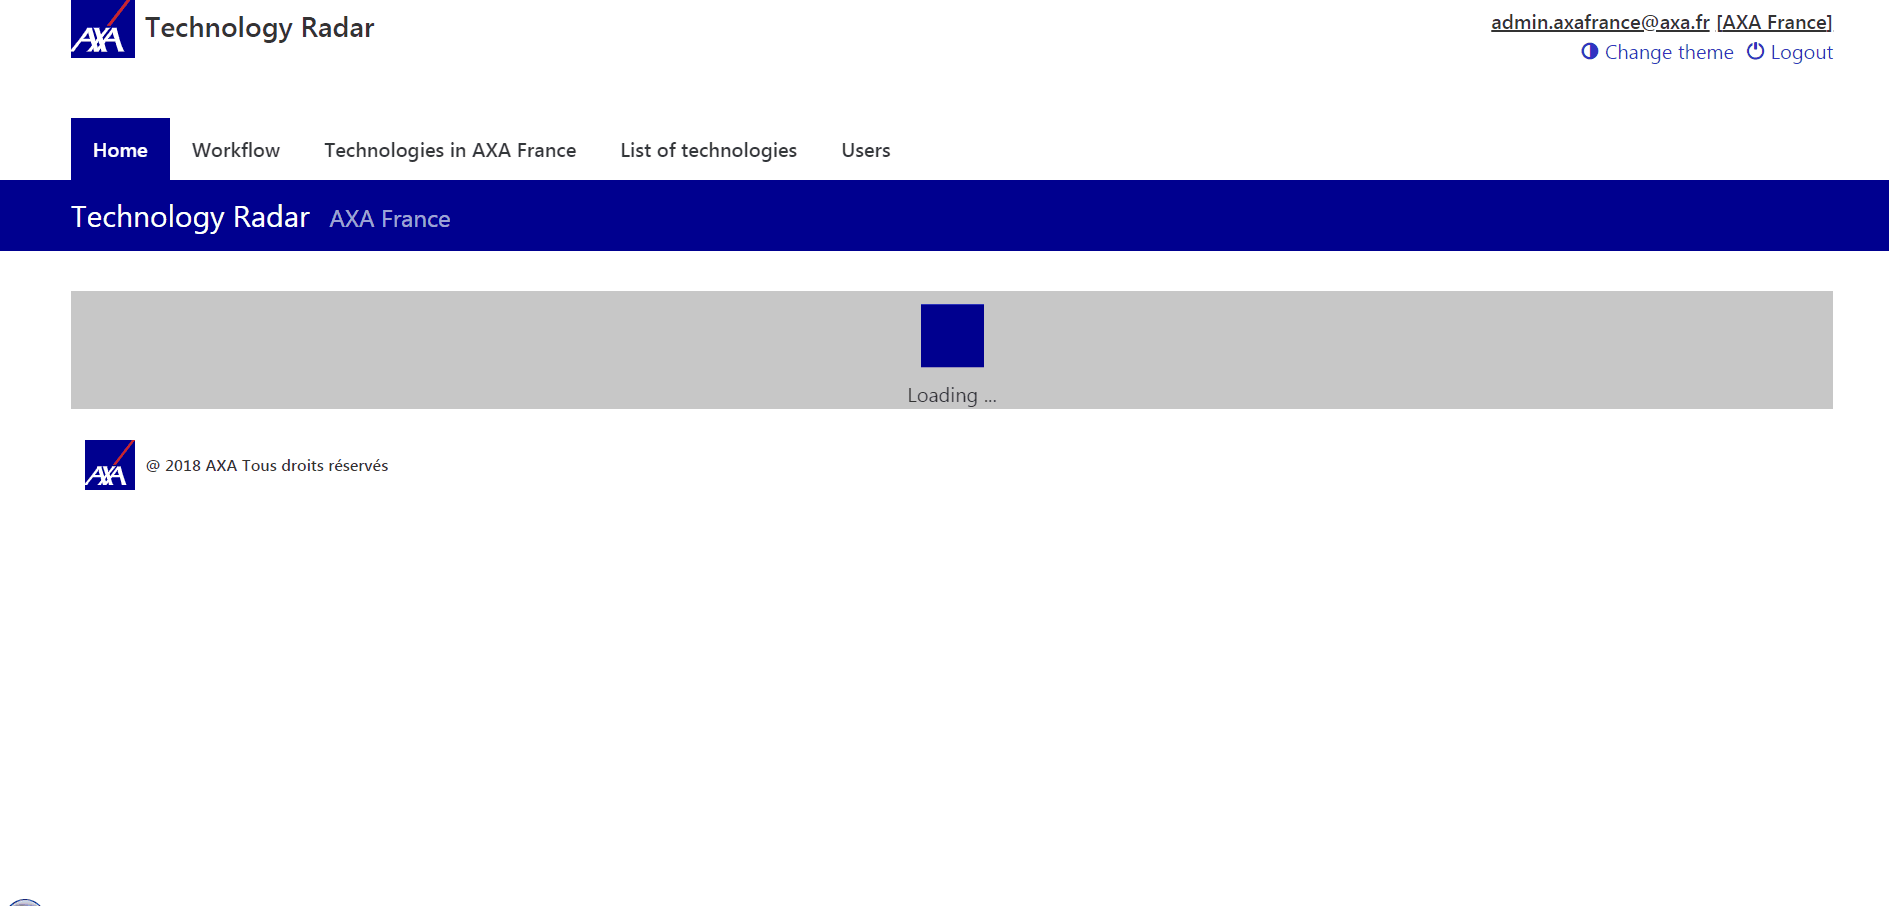 AXA
Technology Radar
admin.axafrance@axa.fr [AXA France]
Change theme Logout
Home Workflow Technologies in AXA France List of technologies Users
Technology Radar AXA France
Loading ...
AXA @ 2018 AXA Tous droits réservés